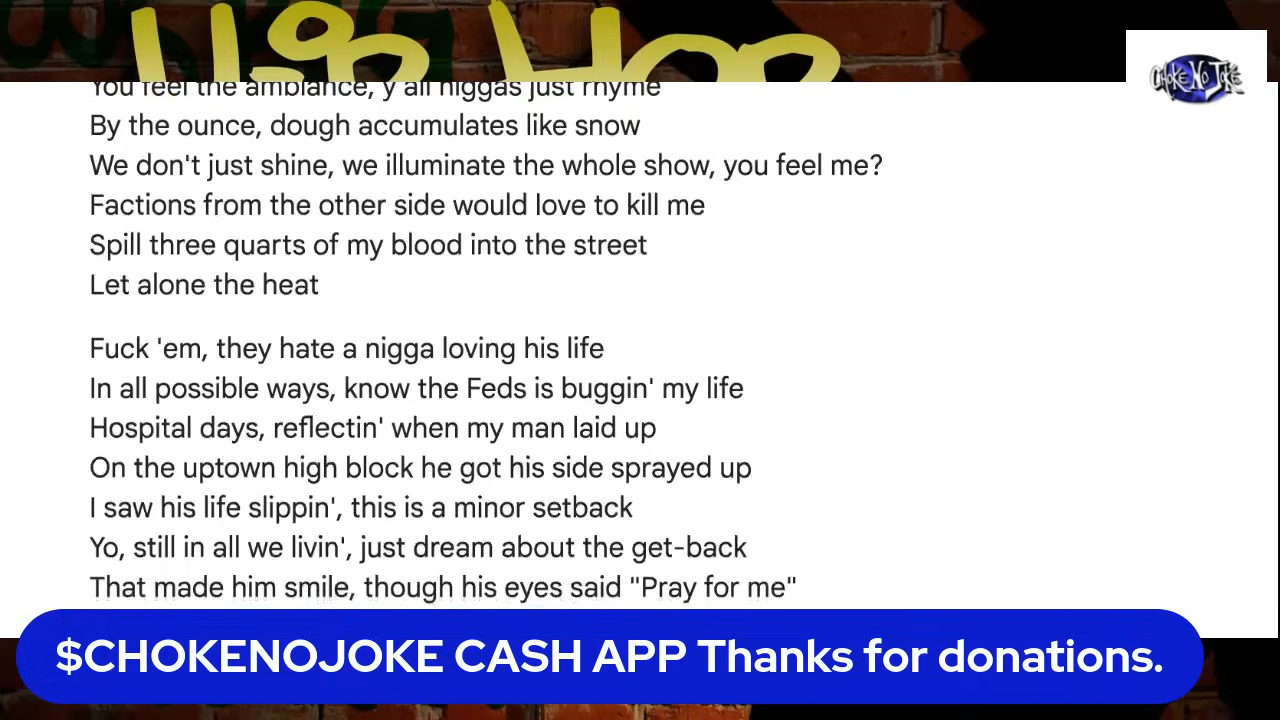 Hip Hop
CHOKE NO JOKE
You feel the ambiance, y'all niggas just rhyme
By the ounce, dough accumulates like snow
We don't just shine, we illuminate the whole show, you feel me?
Factions from the other side would love to kill me
Spill three quarts of my blood into the street
Let alone the heat
Fuck 'em, they hate a nigga loving his life
In all possible ways, know the Feds is buggin' my life
Hospital days, reflectin' when my man laid up
On the uptown high block he got his side sprayed up
I saw his life slippin', this is a minor setback
Yo, still in all we livin', just dream about the get-back
That made him smile, though his eyes said "Pray for me"
$CHOKENOJOKE CASH APP Thanks for donations.